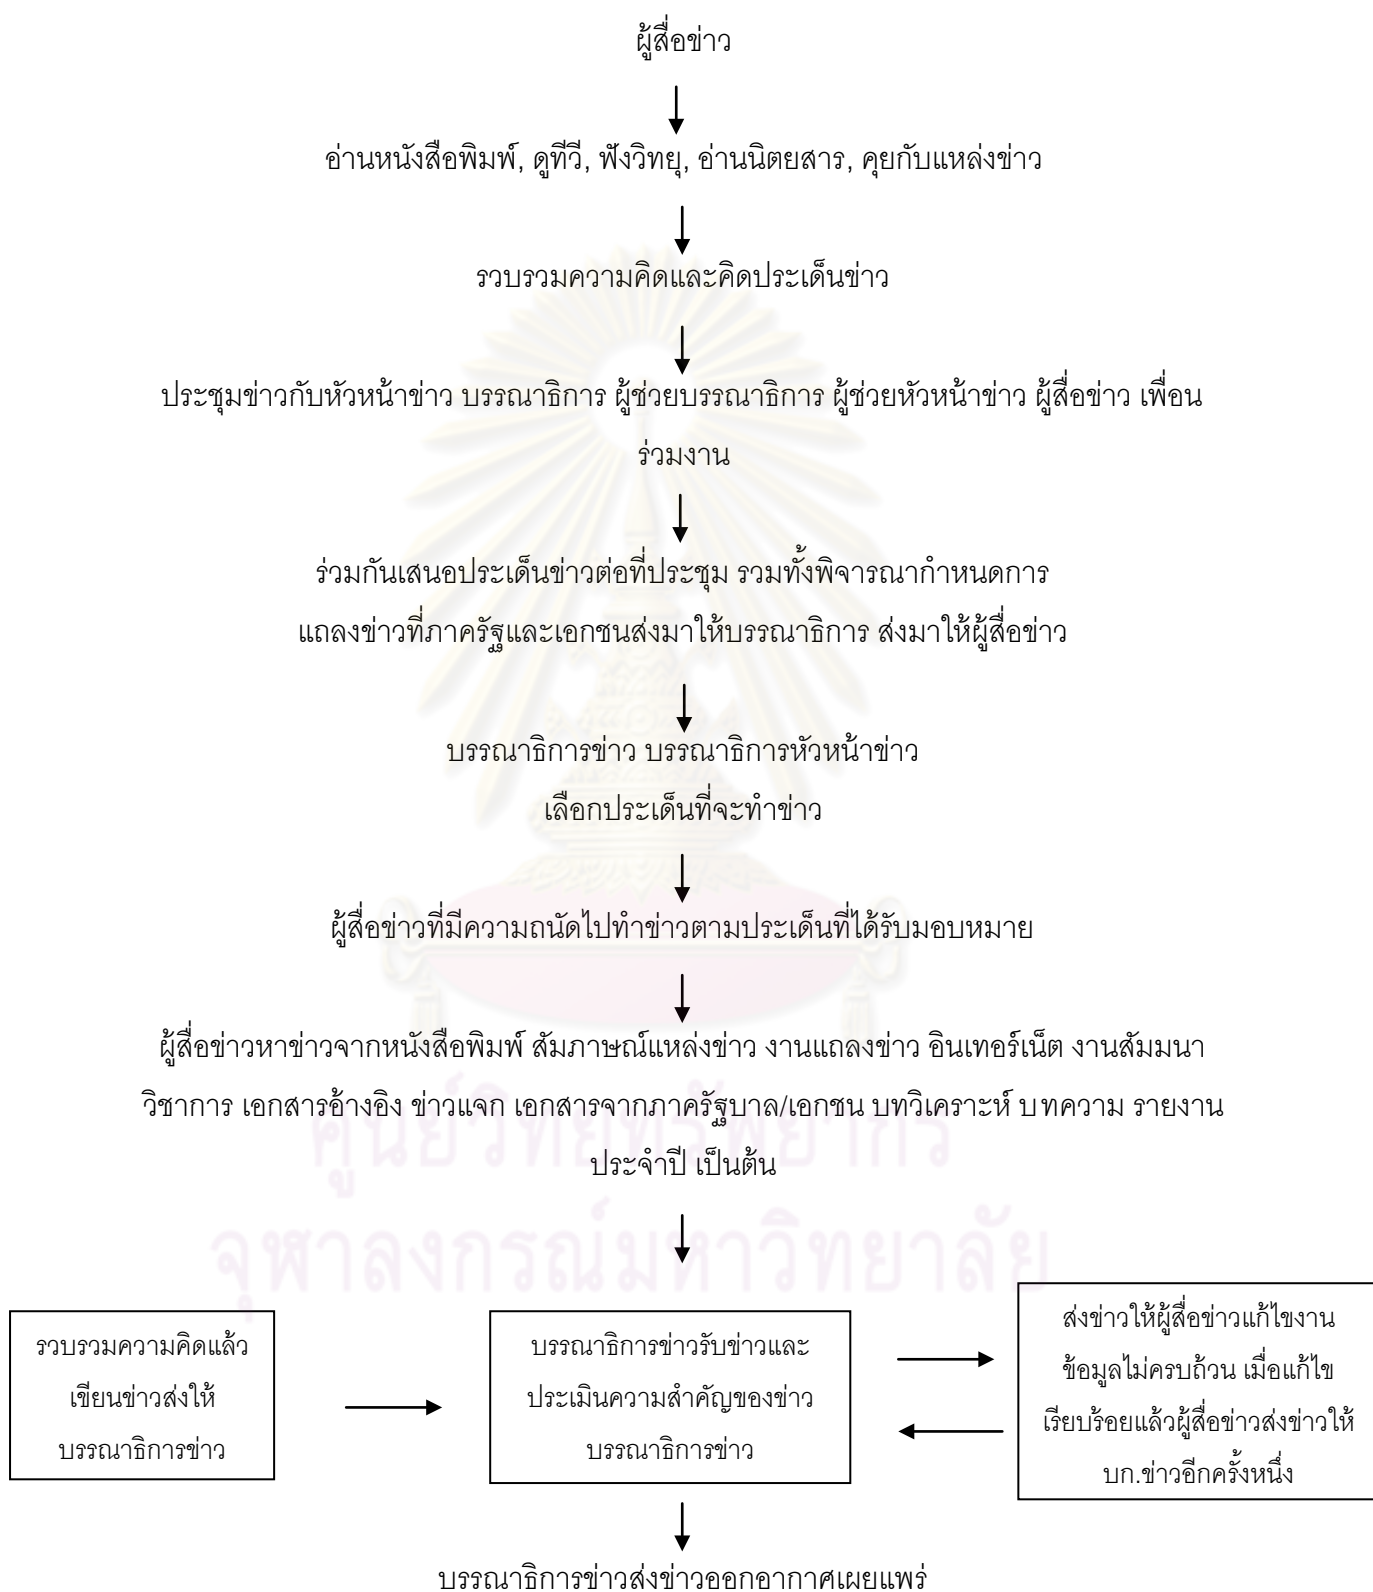 ผู้สื่อข่าว
อ่านหนังสือพิมพ์, ดูทีวี, ฟังวิทยุ, อ่านนิตยสาร, คุยกับแหล่งข่าว
รวบรวมความคิดและคิดประเด็นข่าว
ประชุมข่าวกับหัวหน้าข่าว บรรณาธิการ ผู้ช่วยบรรณาธิการ ผู้ช่วยหัวหน้าข่าว ผู้สื่อข่าว เพื่อน
ร่วมงาน
ร่วมกันเสนอประเด็นข่าวต่อที่ประชุม รวมทั้งพิจารณากำหนดการ
แถลงข่าวที่ภาครัฐและเอกชนส่งมาให้บรรณาธิการ ส่งมาให้ผู้สื่อข่าว
บรรณาธิการข่าว บรรณาธิการหัวหน้าข่าว
เลือกประเด็นที่จะทำข่าว
ผู้สื่อข่าวที่มีความถนัดไปทำข่าวตามประเด็นที่ได้รับมอบหมาย
ผู้สื่อข่าวหาข่าวจากหนังสือพิมพ์ สัมภาษณ์แหล่งข่าว งานแถลงข่าว อินเทอร์เน็ต งานสัมมนา
วิชาการ เอกสารอ้างอิง ข่าวแจก เอกสารจากภาครัฐบาล/เอกชน บทวิเคราะห์ บทความ รายงาน
ประจำปี เป็นต้น
ศูนย์วิทยทรัพยากร
จุฬาลงกรณ์มหาวิทยาลัย
รวบรวมความคิดแล้ว
เขียนข่าวส่งให้
บรรณาธิการข่าว
บรรณาธิการข่าวรับข่าวและ
ประเมินความสำคัญของข่าว
บรรณาธิการข่าว
ส่งข่าวให้ผู้สื่อข่าวแก้ไขงาน
ข้อมูลไม่ครบถ้วน เมื่อแก้ไข
เรียบร้อยแล้วผู้สื่อข่าวส่งข่าวให้
บก.ข่าวอีกครั้งหนึ่ง
บรรณาธิการข่าวส่งข่าวออกอากาศเผยแพร่